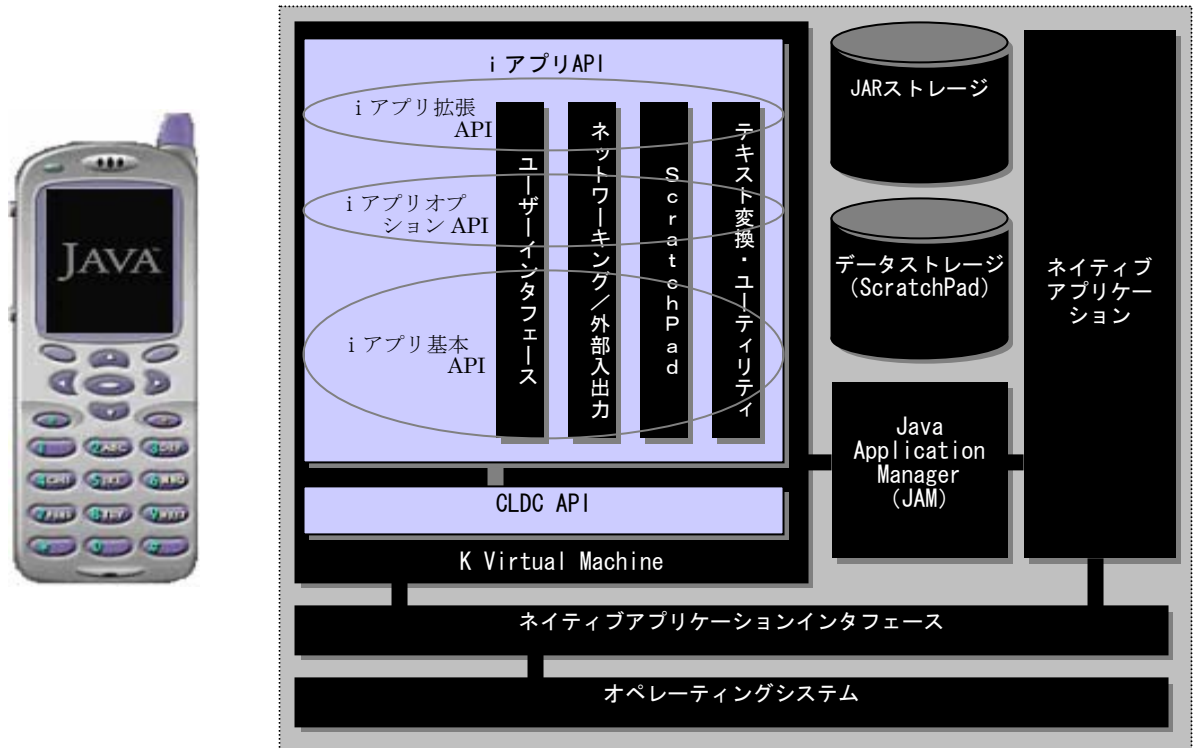 JAVA™
iアプリAPI
iアプリ拡張
API
iアプリオプ
ション API
iアプリ基本
API
ユーザーインタフェース
ネットワーキング／外部入出力
ScratchPad
テキスト変換・ユーティリティ
CLDC API
K Virtual Machine
JARストレージ
データストレージ
(ScratchPad)
Java
Application
Manager
(JAM)
ネイティブ
アプリケー
ション
ネイティブアプリケーションインタフェース
オペレーティングシステム